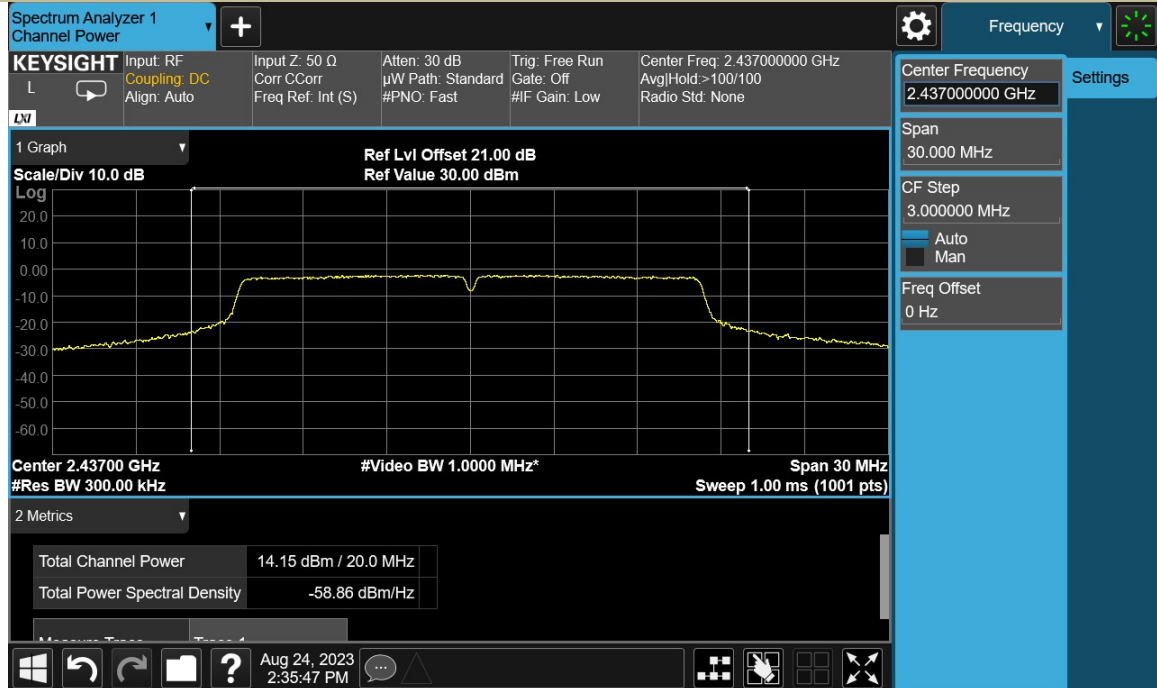 Spectrum Analyzer 1
Channel Power
Frequency
KEYSIGHT
L
LXI
Input: RF
Coupling: DC
Align: Auto
Input Z: 50 Ω
Corr CCorr
Freq Ref: Int (S)
Atten: 30 dB
µW Path: Standard
#PNO: Fast
Trig: Free Run
Gate: Off
#IF Gain: Low
Center Freq: 2.437000000 GHz
Avg|Hold:>100/100
Radio Std: None
Center Frequency
2.437000000 GHz
Settings
Span
30.000 MHz
CF Step
3.000000 MHz
Auto
Man
Freq Offset
0 Hz
1 Graph
Scale/Div 10.0 dB
Ref Lvl Offset 21.00 dB
Ref Value 30.00 dBm
Log
20.0
10.0
0.00
-10.0
-20.0
-30.0
-40.0
-50.0
-60.0
Center 2.43700 GHz
#Video BW 1.0000 MHz*
Span 30 MHz
#Res BW 300.00 kHz
Sweep 1.00 ms (1001 pts)
2 Metrics
Total Channel Power 14.15 dBm / 20.0 MHz
Total Power Spectral Density -58.86 dBm/Hz
Measure Trace Trace 1
?
Aug 24, 2023
2:35:47 PM